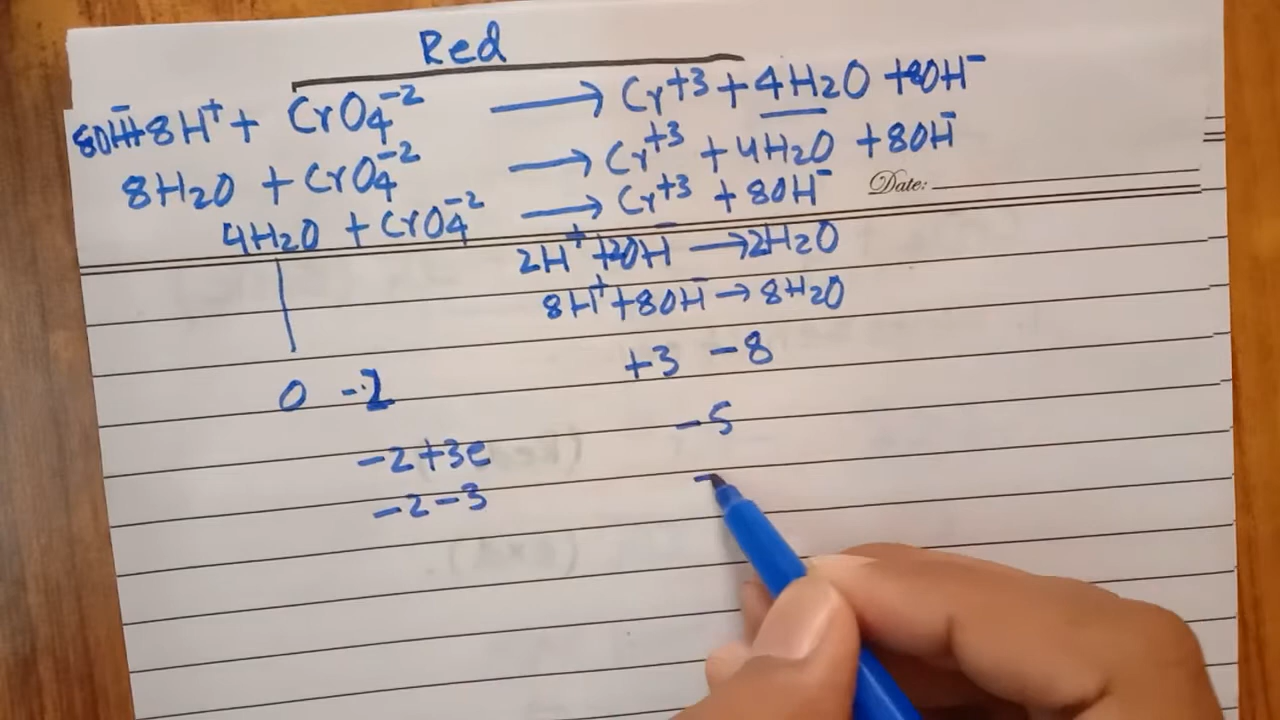 Red
8OH⁻+8H⁺ + CrO₄⁻² → Cr⁺³ + 4H₂O + 8OH⁻
8H₂O + CrO₄⁻² → Cr⁺³ + 4H₂O + 8OH⁻
4H₂O + CrO₄⁻² → Cr⁺³ + 8OH⁻
Date:
2H⁺ + 2OH⁻ → 2H₂O
8H⁺ + 8OH⁻ → 8H₂O
+3 -8
0 -2
-5
-2+3e
-2-3
-